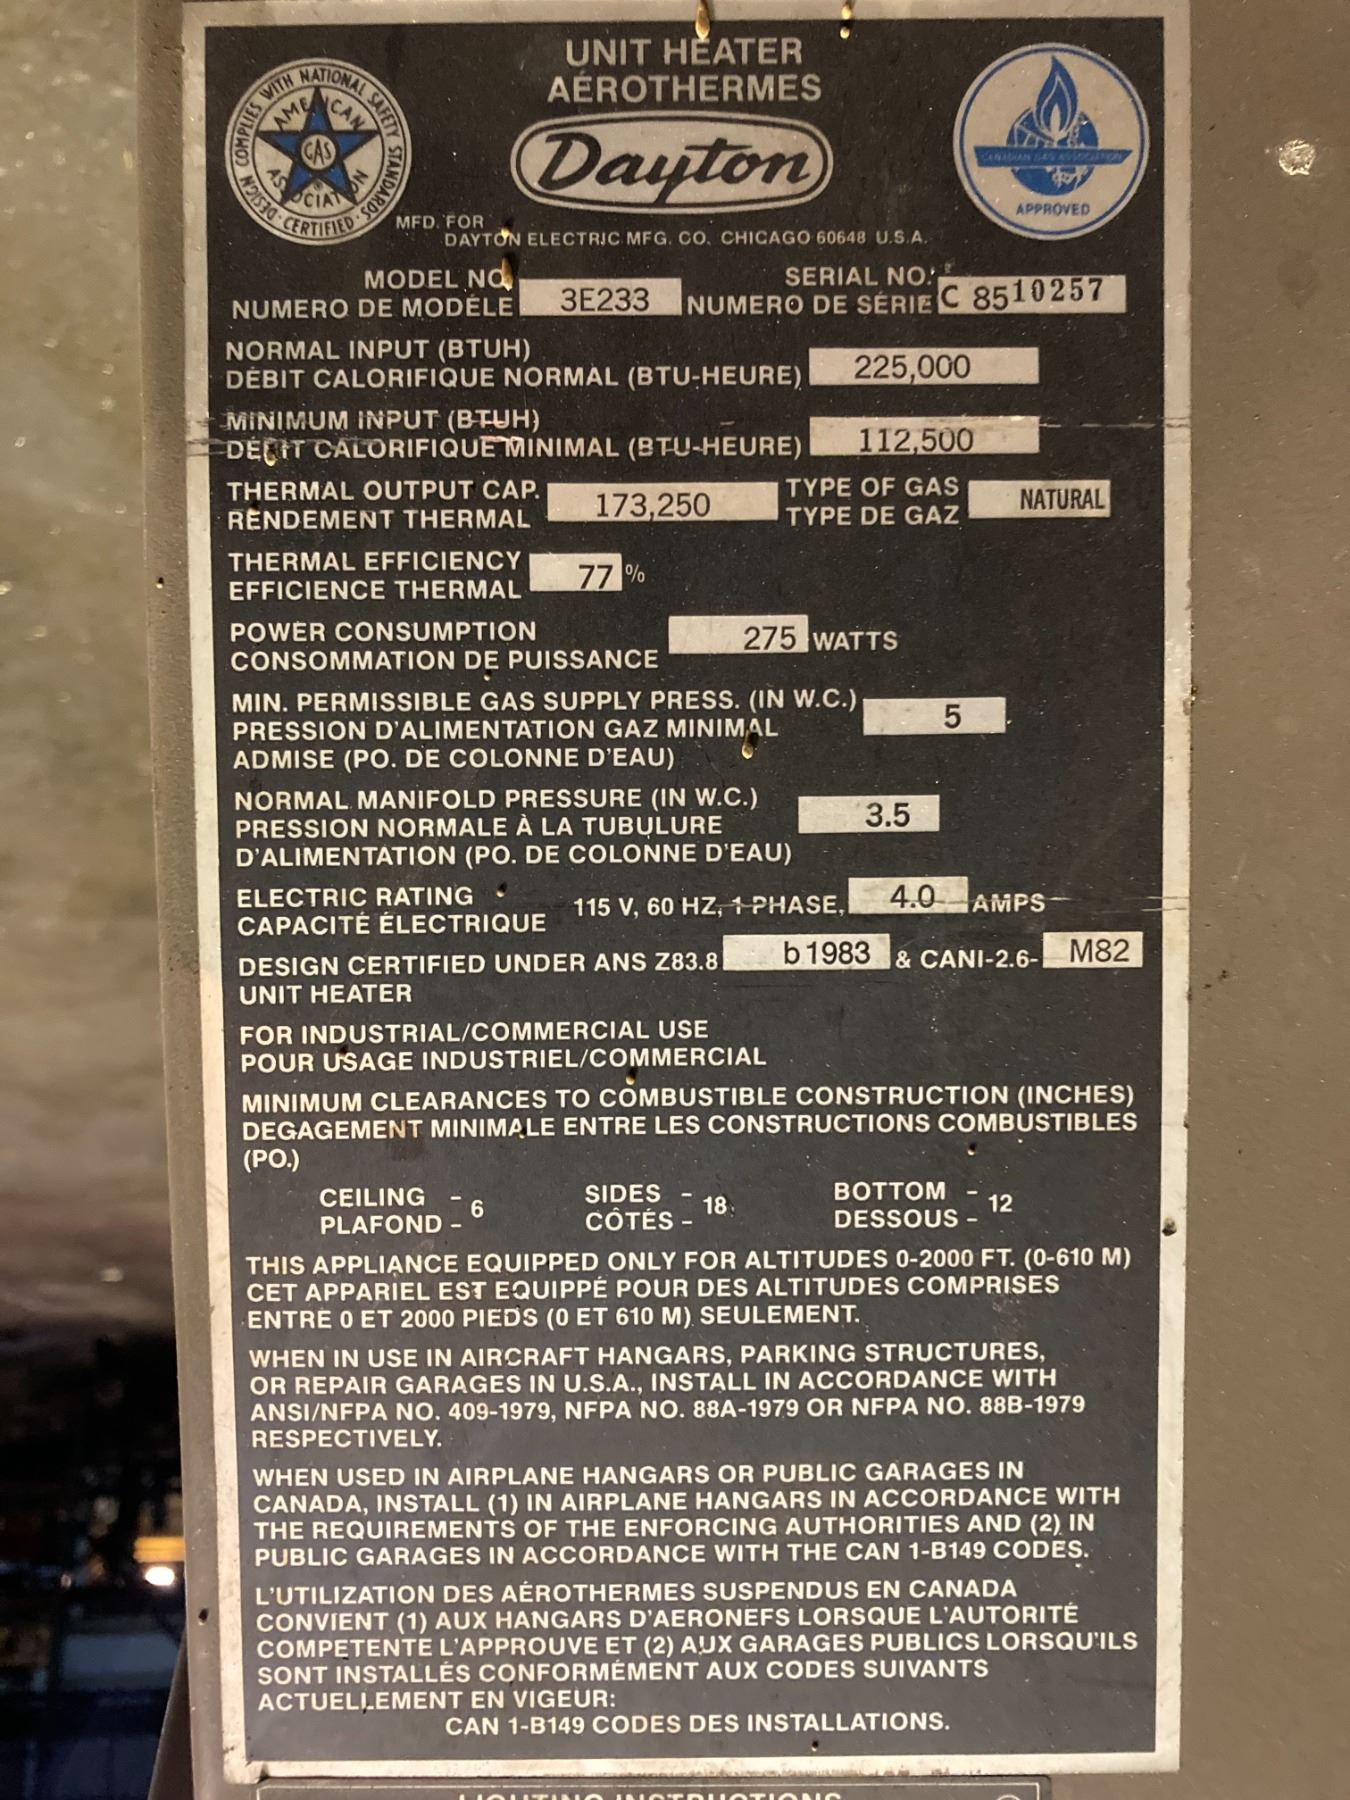 UNIT HEATER
AÉROTHERMES
DESIGN COMPLIES WITH NATIONAL SAFETY STANDARDS
CERTIFIED
AMERICAN
GAS
ASSOCIATION
Dayton
CANADIAN GAS ASSOCIATION
APPROVED
MFD. FOR
DAYTON ELECTRIC MFG. CO. CHICAGO 60648 U.S.A.
MODEL NO. SERIAL NO.
NUMERO DE MODÉLE 3E233 NUMERO DE SÉRIE C 8510257
NORMAL INPUT (BTUH)
DÉBIT CALORIFIQUE NORMAL (BTU-HEURE) 225,000
MINIMUM INPUT (BTUH)
DÉBIT CALORIFIQUE MINIMAL (BTU-HEURE) 112,500
THERMAL OUTPUT CAP. 173,250 TYPE OF GAS NATURAL
RENDEMENT THERMAL TYPE DE GAZ
THERMAL EFFICIENCY 77 %
EFFICIENCE THERMAL
POWER CONSUMPTION 275 WATTS
CONSOMMATION DE PUISSANCE
MIN. PERMISSIBLE GAS SUPPLY PRESS. (IN W.C.) 5
PRESSION D'ALIMENTATION GAZ MINIMAL
ADMISE (PO. DE COLONNE D'EAU)
NORMAL MANIFOLD PRESSURE (IN W.C.) 3.5
PRESSION NORMALE À LA TUBULURE
D'ALIMENTATION (PO. DE COLONNE D'EAU)
ELECTRIC RATING 115 V, 60 HZ, 1 PHASE, 4.0 AMPS
CAPACITÉ ÉLECTRIQUE
DESIGN CERTIFIED UNDER ANS Z83.8 b1983 & CANI-2.6- M82
UNIT HEATER
FOR INDUSTRIAL/COMMERCIAL USE
POUR USAGE INDUSTRIEL/COMMERCIAL
MINIMUM CLEARANCES TO COMBUSTIBLE CONSTRUCTION (INCHES)
DEGAGEMENT MINIMALE ENTRE LES CONSTRUCTIONS COMBUSTIBLES
(PO.)
CEILING - 6 SIDES - 18 BOTTOM - 12
PLAFOND - CÔTÉS - DESSOUS -
THIS APPLIANCE EQUIPPED ONLY FOR ALTITUDES 0-2000 FT. (0-610 M)
CET APPARIEL EST EQUIPPÉ POUR DES ALTITUDES COMPRISES
ENTRE 0 ET 2000 PIEDS (0 ET 610 M) SEULEMENT.
WHEN IN USE IN AIRCRAFT HANGARS, PARKING STRUCTURES,
OR REPAIR GARAGES IN U.S.A., INSTALL IN ACCORDANCE WITH
ANSI/NFPA NO. 409-1979, NFPA NO. 88A-1979 OR NFPA NO. 88B-1979
RESPECTIVELY.
WHEN USED IN AIRPLANE HANGARS OR PUBLIC GARAGES IN
CANADA, INSTALL (1) IN AIRPLANE HANGARS IN ACCORDANCE WITH
THE REQUIREMENTS OF THE ENFORCING AUTHORITIES AND (2) IN
PUBLIC GARAGES IN ACCORDANCE WITH THE CAN 1-B149 CODES.
L'UTILIZATION DES AÉROTHERMES SUSPENDUS EN CANADA
CONVIENT (1) AUX HANGARS D'AERONEFS LORSQUE L'AUTORITÉ
COMPETENTE L'APPROUVE ET (2) AUX GARAGES PUBLICS LORSQU'ILS
SONT INSTALLÉS CONFORMÉMENT AUX CODES SUIVANTS
ACTUELLEMENT EN VIGEUR:
CAN 1-B149 CODES DES INSTALLATIONS.
LIGHTING INSTRUCTIONS